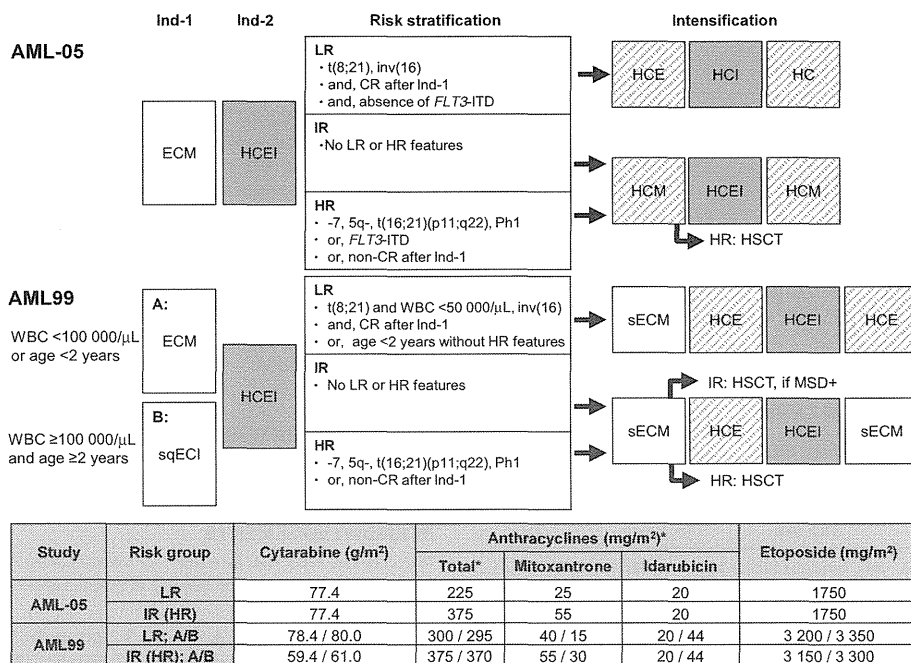 Ind-1 Ind-2 Risk stratification Intensification
AML-05
ECM
HCEI
LR
· t(8;21), inv(16)
· and, CR after Ind-1
· and, absence of FLT3-ITD
IR
·No LR or HR features
HR
· -7, 5q-, t(16;21)(p11;q22), Ph1
· or, FLT3-ITD
· or, non-CR after Ind-1
HCE HCI HC
HCM HCEI HCM
HR: HSCT
AML99
WBC <100 000/μL
or age <2 years
A:
ECM
WBC ≥100 000/μL
and age ≥2 years
B:
sqECI
HCEI
LR
· t(8;21) and WBC <50 000/μL, inv(16)
· and, CR after Ind-1
· or, age <2 years without HR features
IR
· No LR or HR features
HR
· -7, 5q-, t(16;21)(p11;q22), Ph1
· or, non-CR after Ind-1
sECM HCE HCEI HCE
IR: HSCT, if MSD+
sECM HCE HCEI sECM
HR: HSCT
Study Risk group Cytarabine (g/m²) Anthracyclines (mg/m²)* Etoposide (mg/m²)
Total* Mitoxantrone Idarubicin
AML-05 LR 77.4 225 25 20 1750
IR (HR) 77.4 375 55 20 1750
AML99 LR; A/B 78.4 / 80.0 300 / 295 40 / 15 20 / 44 3 200 / 3 350
IR (HR); A/B 59.4 / 61.0 375 / 370 55 / 30 20 / 44 3 150 / 3 300